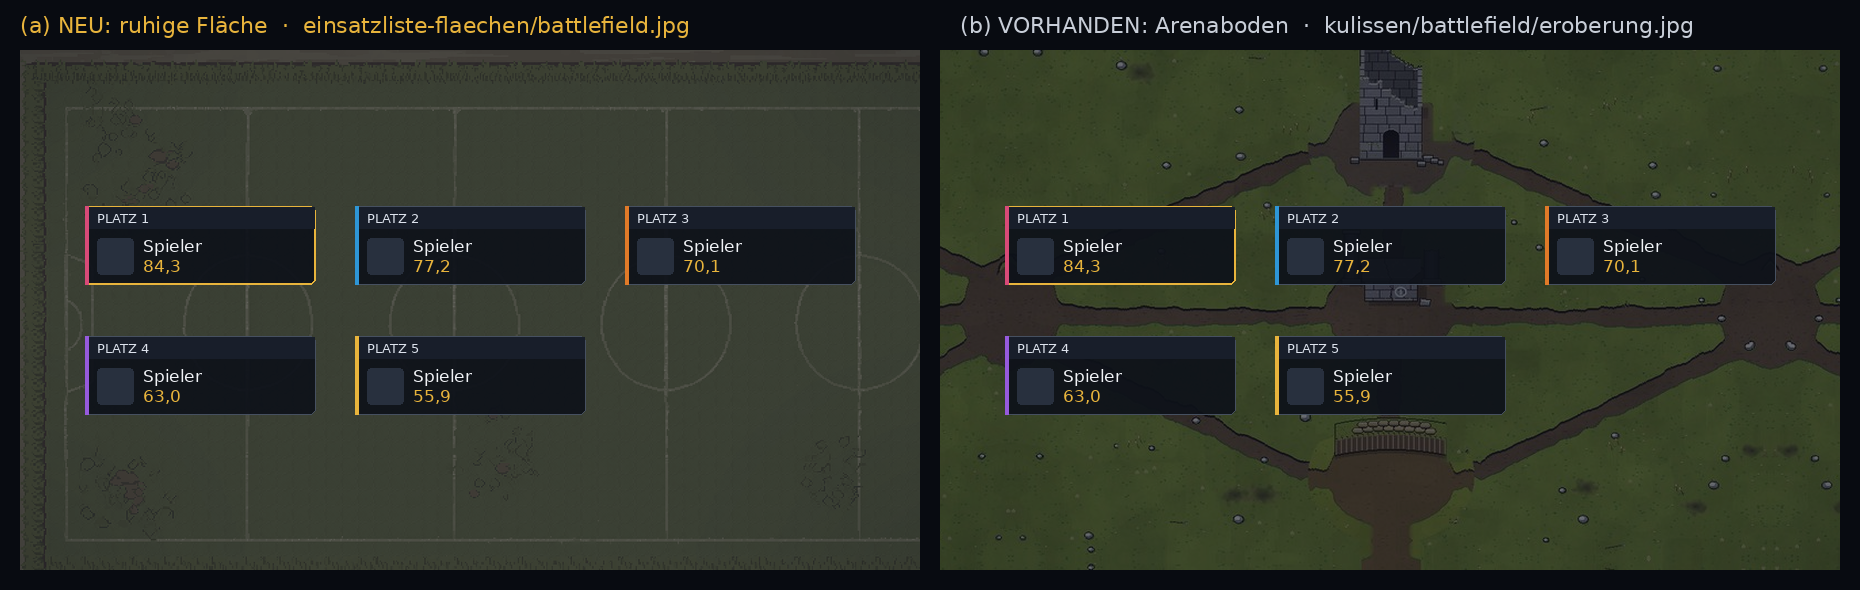 (a) NEU: ruhige Fläche · einsatzliste-flaechen/battlefield.jpg
PLATZ 1
Spieler
84,3
PLATZ 2
Spieler
77,2
PLATZ 3
Spieler
70,1
PLATZ 4
Spieler
63,0
PLATZ 5
Spieler
55,9
(b) VORHANDEN: Arenaboden · kulissen/battlefield/eroberung.jpg
PLATZ 1
Spieler
84,3
PLATZ 2
Spieler
77,2
PLATZ 3
Spieler
70,1
PLATZ 4
Spieler
63,0
PLATZ 5
Spieler
55,9